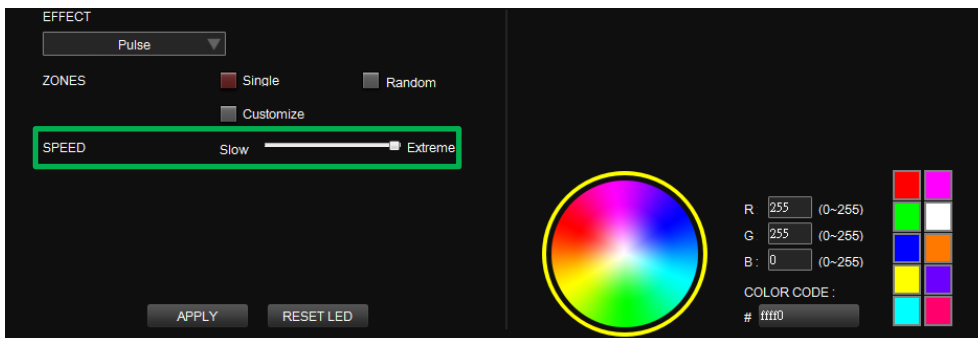 EFFECT
Pulse
ZONES Single Random
Customize
SPEED Slow Extreme
APPLY RESET LED
R 255 (0~255)
G 255 (0~255)
B : 0 (0~255)
COLOR CODE :
# ffff0